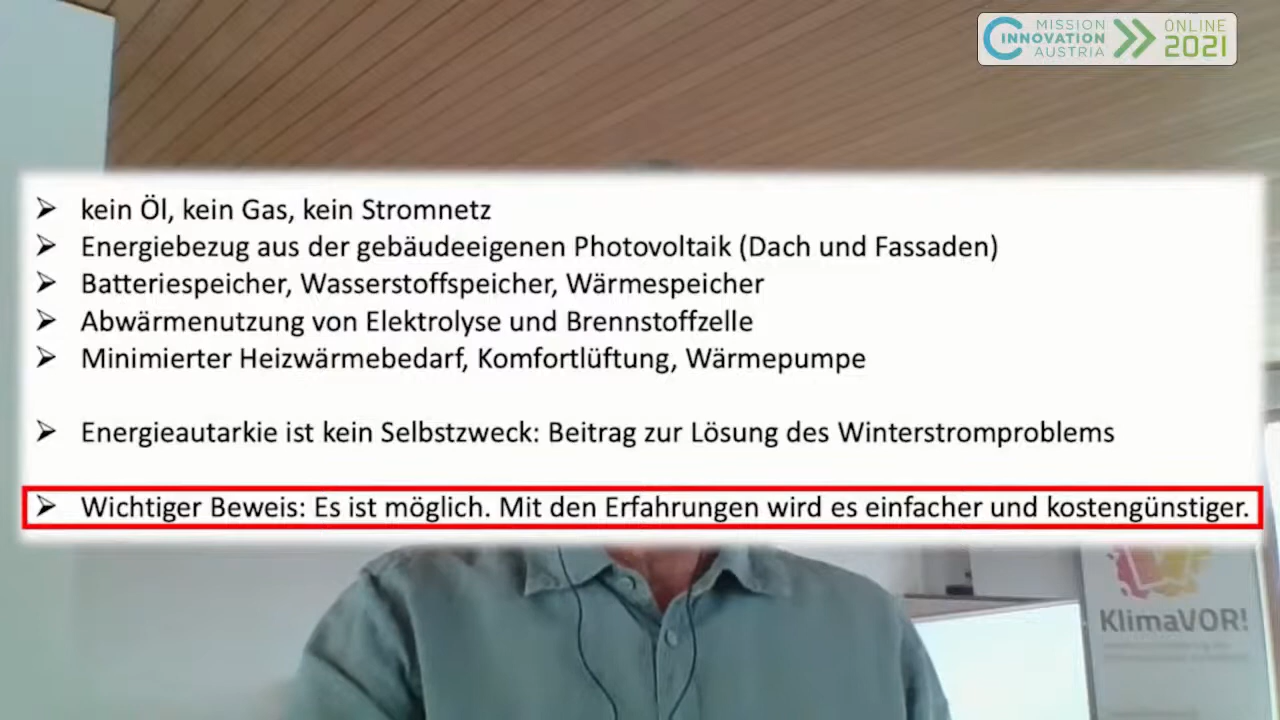 MISSION
INNOVATION
AUSTRIA
ONLINE
2021
➢ kein Öl, kein Gas, kein Stromnetz
➢ Energiebezug aus der gebäudeeigenen Photovoltaik (Dach und Fassaden)
➢ Batteriespeicher, Wasserstoffspeicher, Wärmespeicher
➢ Abwärmenutzung von Elektrolyse und Brennstoffzelle
➢ Minimierter Heizwärmebedarf, Komfortlüftung, Wärmepumpe
➢ Energieautarkie ist kein Selbstzweck: Beitrag zur Lösung des Winterstromproblems
➢ Wichtiger Beweis: Es ist möglich. Mit den Erfahrungen wird es einfacher und kostengünstiger.
KlimaVOR!